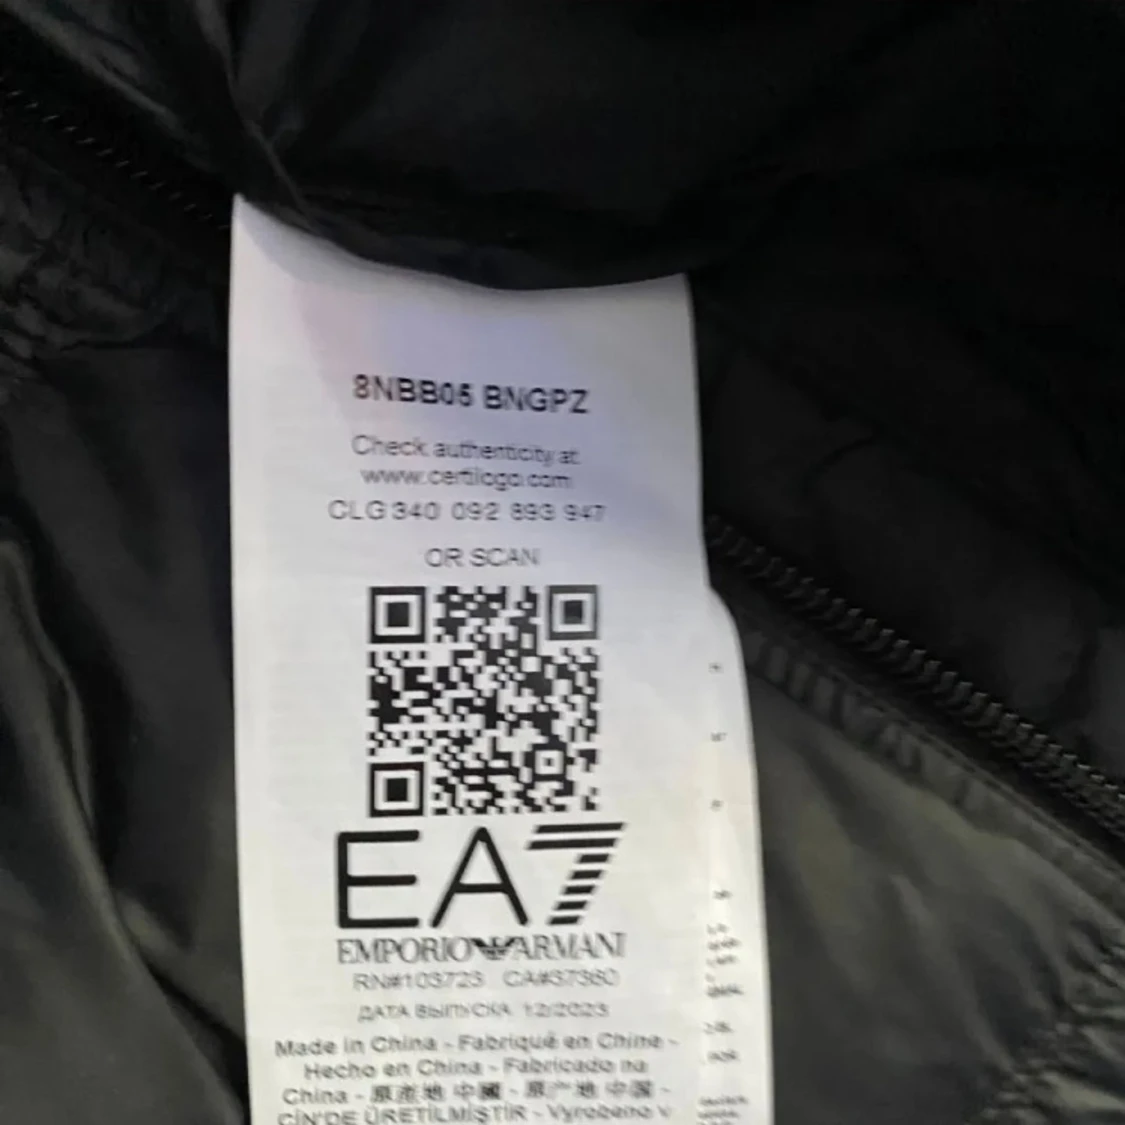 8NBB05 BNGPZ
Check authenticity at
www.certilogo.com
CLG 340 092 893 947
OR SCAN
EA7
EMPORIO ARMANI
RN#103723 CA#37360
ДАТА ВЫПУСКА 12/2023
Made in China - Fabriqué en Chine -
Hecho en China - Fabricado na
China - 原產地 中國 - 原产地 中国 -
ÇİN'DE ÜRETİLMİŞTİR - Vyrobeno v